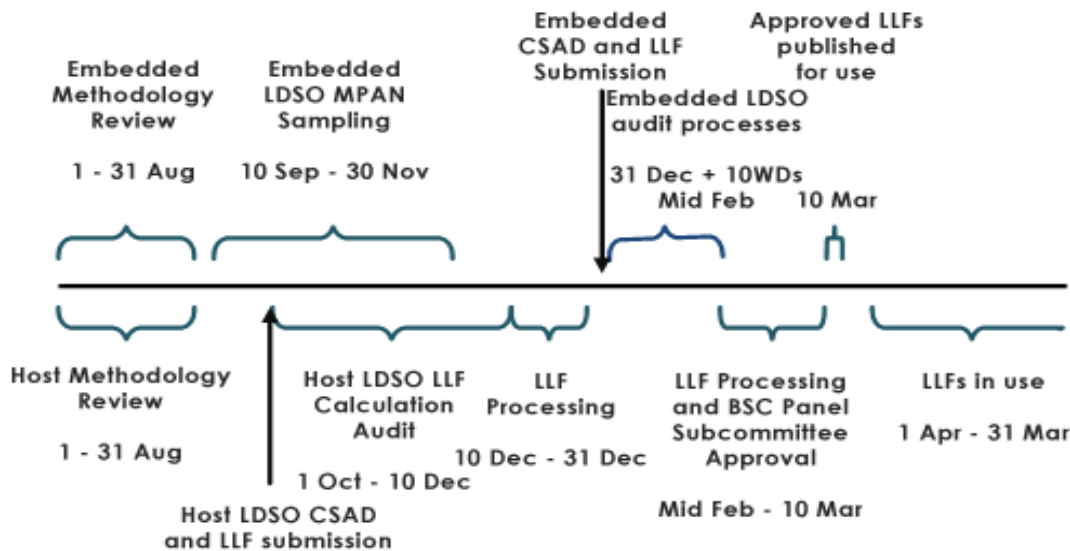 Embedded
Methodology
Review
1 - 31 Aug
Embedded
LDSO MPAN
Sampling
10 Sep - 30 Nov
Embedded
CSAD and LLF
Submission
Embedded LDSO
audit processes
31 Dec + 10WDs
Mid Feb
Approved LLFs
published
for use
10 Mar
Host Methodology
Review
1 - 31 Aug
Host LDSO CSAD
and LLF submission
Host LDSO LLF
Calculation
Audit
1 Oct - 10 Dec
LLF
Processing
10 Dec - 31 Dec
LLF Processing
and BSC Panel
Subcommittee
Approval
Mid Feb - 10 Mar
LLFs in use
1 Apr - 31 Mar